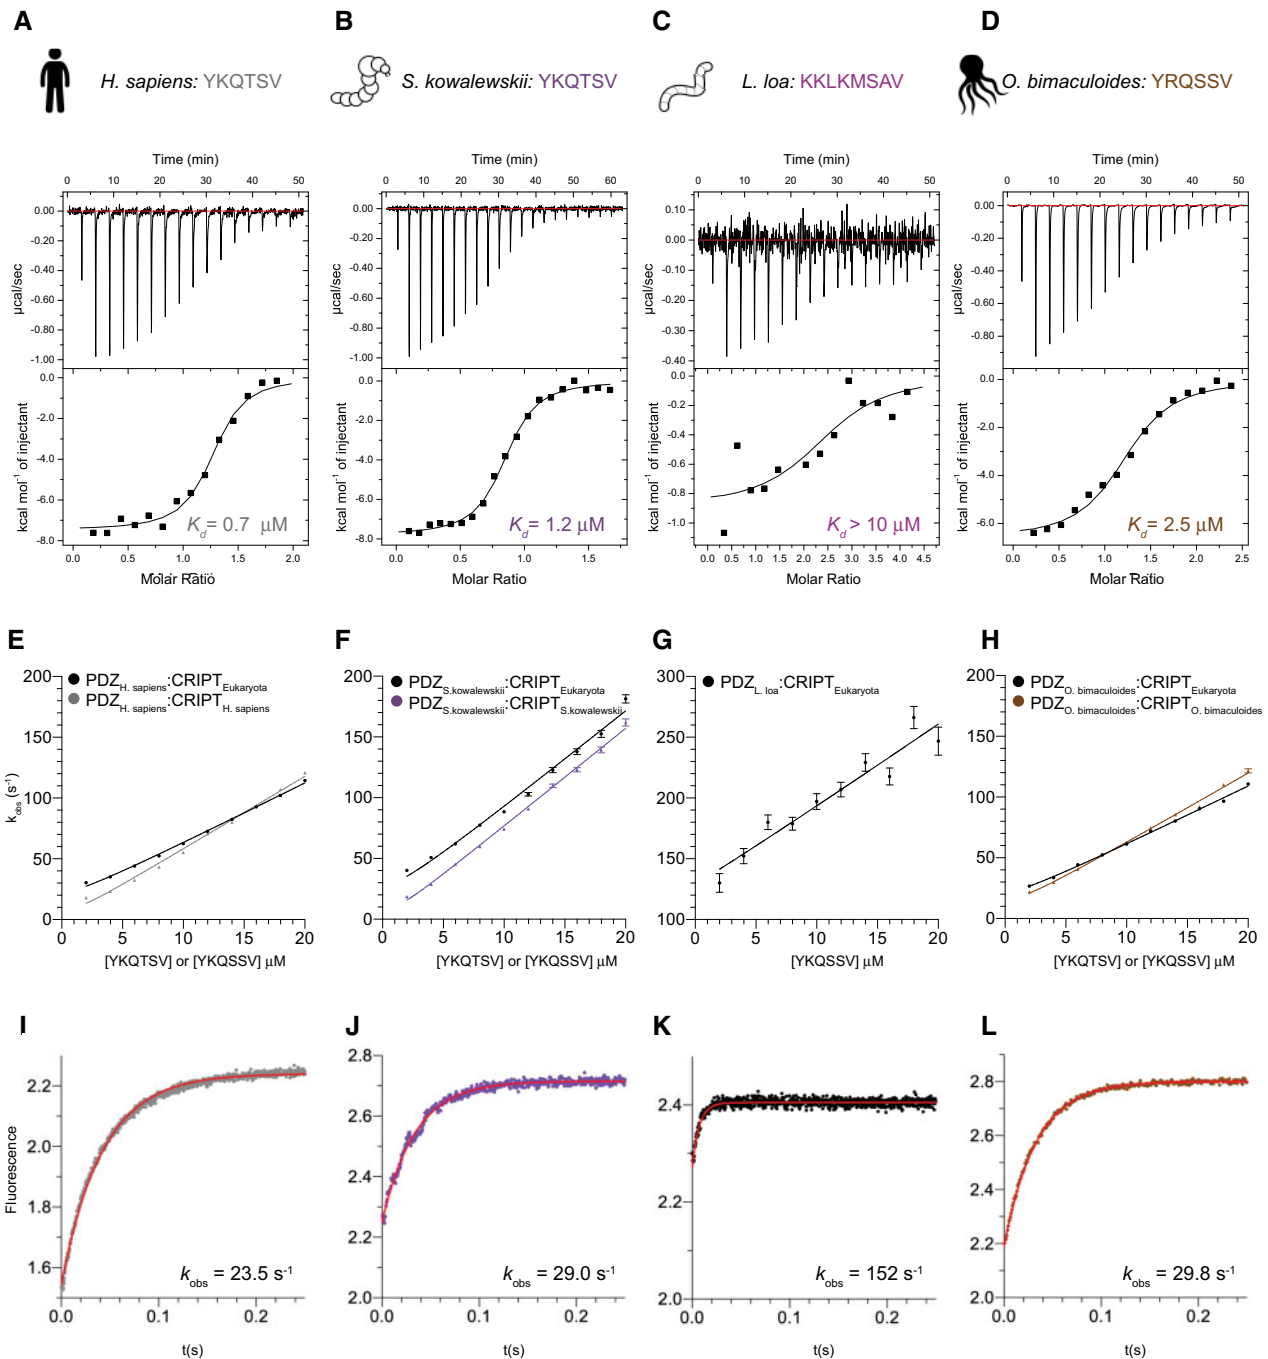 A
B
C
D
H. sapiens: YKQTSV
S. kowalewskii: YKQTSV
L. loa: KKLKMSAV
O. bimaculoides: YRQSSV
Time (min)
Time (min)
Time (min)
Time (min)
0 10 20 30 40 50
0 10 20 30 40 50 60
0 10 20 30 40 50
0 10 20 30 40 50
µcal/sec
0.00
-0.20
-0.40
-0.60
-0.80
-1.00
µcal/sec
0.00
-0.20
-0.40
-0.60
-0.80
-1.00
µcal/sec
0.10
0.00
-0.10
-0.20
-0.30
-0.40
µcal/sec
0.00
-0.20
-0.40
-0.60
-0.80
kcal mol-1 of injectant
0.0
-2.0
-4.0
-6.0
-8.0
Kd= 0.7 µM
0.0 0.5 1.0 1.5 2.0
Molar Ratio
kcal mol-1 of injectant
0.0
-2.0
-4.0
-6.0
-8.0
Kd= 1.2 µM
0.0 0.5 1.0 1.5
Molar Ratio
kcal mol-1 of injectant
0.0
-0.2
-0.4
-0.6
-0.8
-1.0
Kd> 10 µM
0.0 0.5 1.0 1.5 2.0 2.5 3.0 3.5 4.0 4.5
Molar Ratio
kcal mol-1 of injectant
0.0
-2.0
-4.0
-6.0
Kd= 2.5 µM
0.0 0.5 1.0 1.5 2.0 2.5
Molar Ratio
E
F
G
H
kobs (s-1)
200
150
100
50
0
PDZH. sapiens:CRIPTEukaryota
PDZH. sapiens:CRIPTH. sapiens
0 5 10 15 20
[YKQTSV] or [YKQSSV] µM
200
150
100
50
0
PDZS.kowalewskii:CRIPTEukaryota
PDZS.kowalewskii:CRIPTS.kowalewskii
0 5 10 15 20
[YKQTSV] or [YKQSSV] µM
300
250
200
150
100
PDZL. loa:CRIPTEukaryota
0 5 10 15 20
[YKQSSV] µM
200
150
100
50
0
PDZO. bimaculoides:CRIPTEukaryota
PDZO. bimaculoides:CRIPTO. bimaculoides
0 5 10 15 20
[YKQTSV] or [YKQSSV] µM
I
J
K
L
Fluorescence
2.2
2.0
1.8
1.6
kobs = 23.5 s-1
0.0 0.1 0.2
t(s)
2.8
2.6
2.4
2.2
2.0
kobs = 29.0 s-1
0.0 0.1 0.2
t(s)
2.4
2.2
2.0
kobs = 152 s-1
0.0 0.1 0.2
t(s)
2.8
2.6
2.4
2.2
2.0
kobs = 29.8 s-1
0.0 0.1 0.2
t(s)